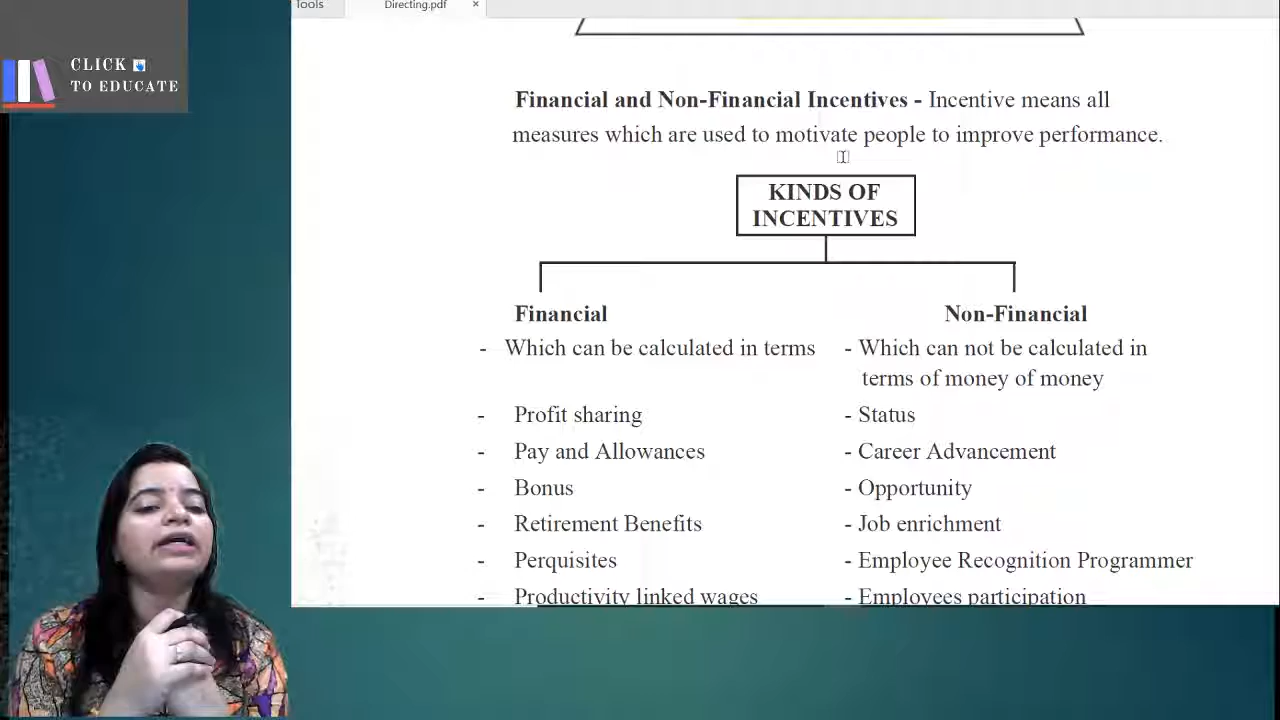 Tools
Directing.pdf
×
CLICK
TO EDUCATE
Financial and Non-Financial Incentives - Incentive means all
measures which are used to motivate people to improve performance.
KINDS OF
INCENTIVES
Financial
Non-Financial
- Which can be calculated in terms
- Which can not be calculated in
terms of money of money
- Profit sharing
- Status
- Pay and Allowances
- Career Advancement
- Bonus
- Opportunity
- Retirement Benefits
- Job enrichment
- Perquisites
- Employee Recognition Programmer
- Productivity linked wages
- Employees participation